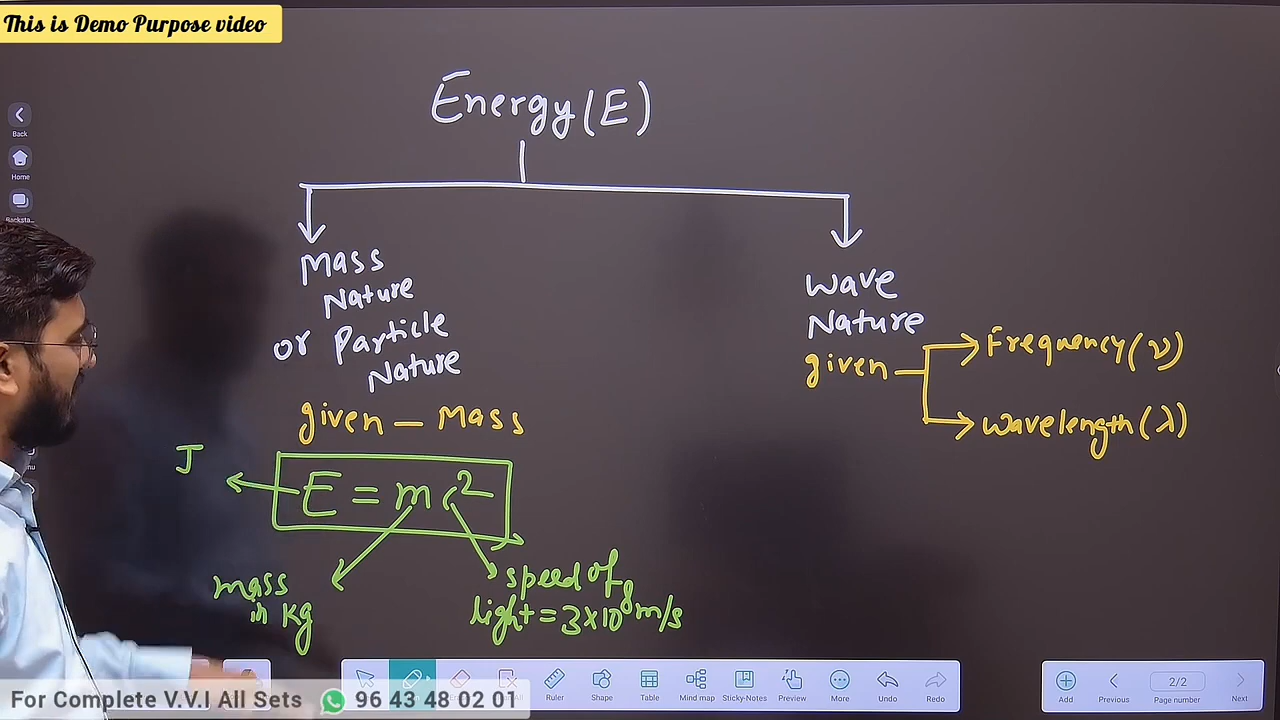 This is Demo Purpose video
Energy (E)
Back
Home
Backsta...
Mass
Nature
or Particle
Nature
given — Mass
J
E = mc²
mass
in kg
speed of
light = 3×10⁸ m/s
Wave
Nature
given
Frequency (ν)
Wavelength (λ)
Ruler
Shape
Table
Mind map
Sticky-Notes
Preview
More
Undo
Redo
Add
Previous
2/2
Page number
Next
For Complete V.V.I All Sets 96 43 48 02 01